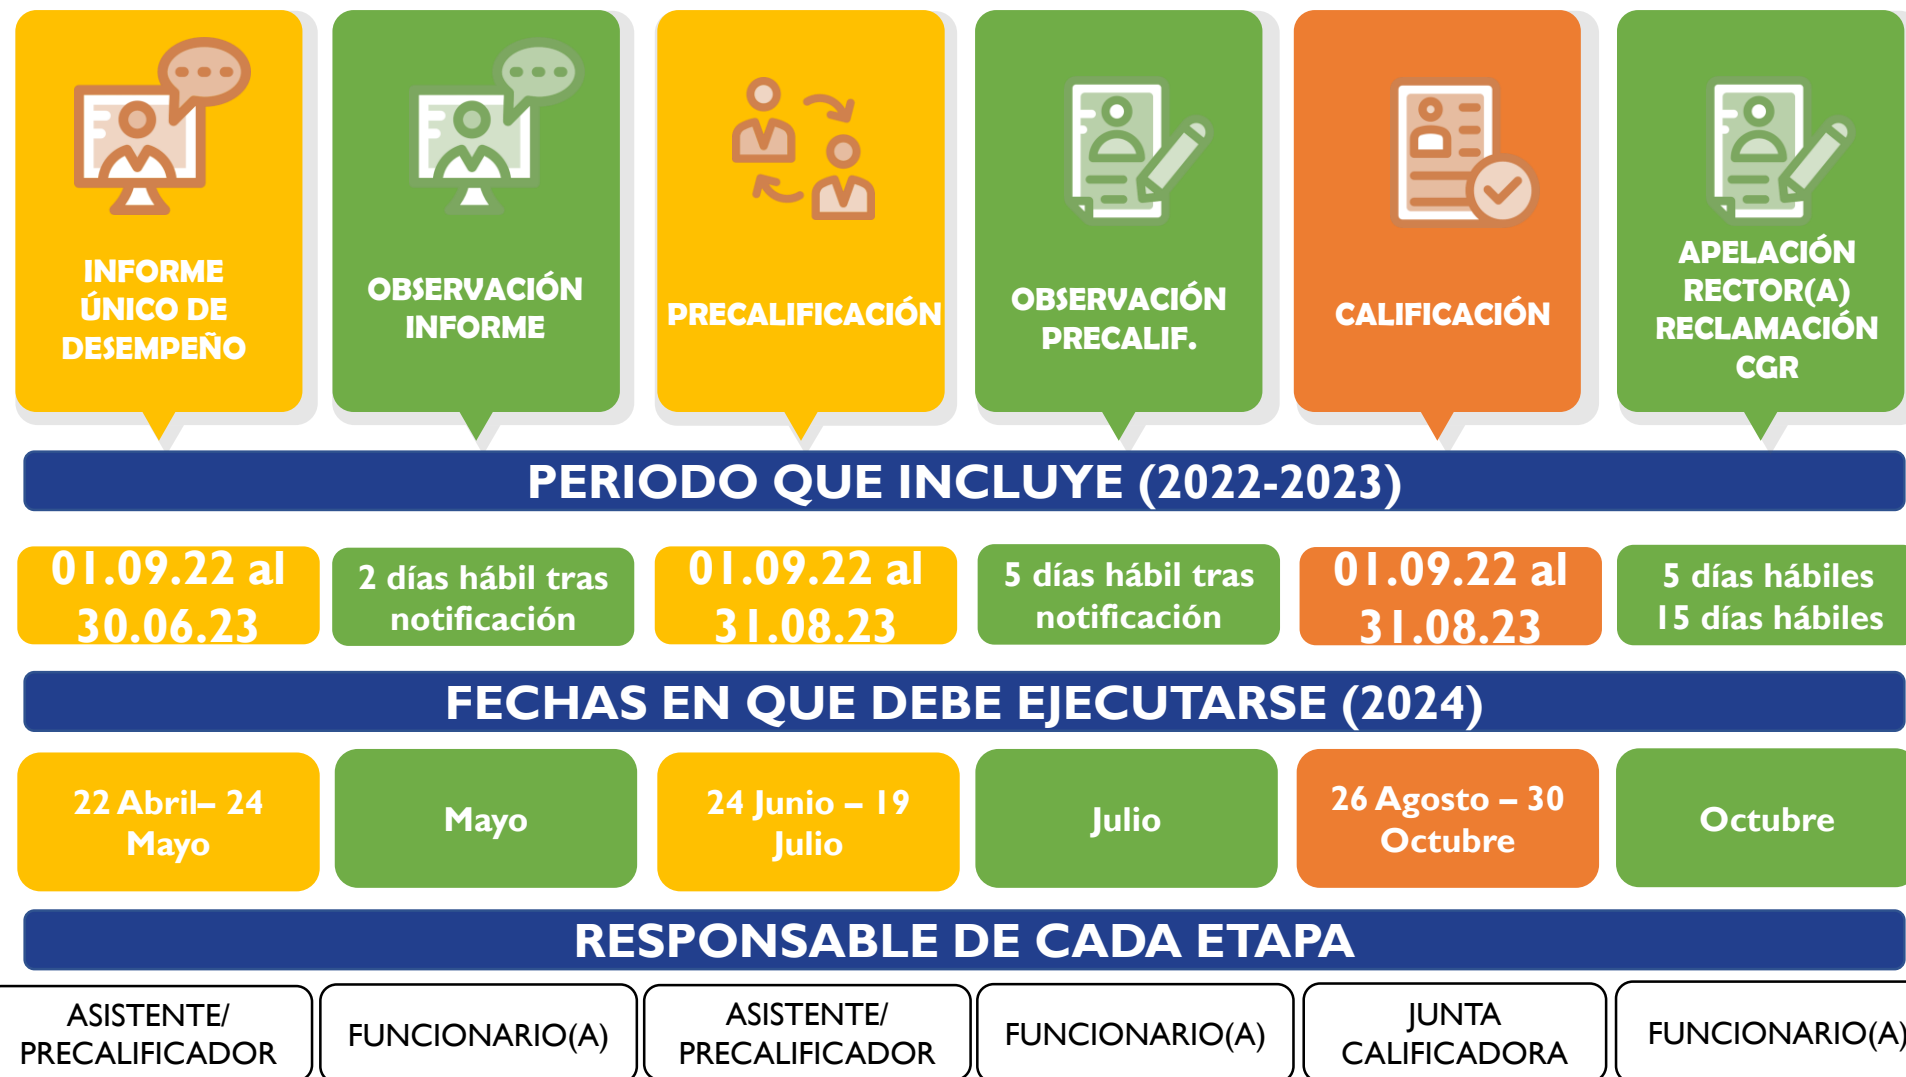 INFORME
ÚNICO DE
DESEMPEÑO
OBSERVACIÓN
INFORME
PRECALIFICACIÓN
OBSERVACIÓN
PRECALIF.
CALIFICACIÓN
APELACIÓN
RECTOR(A)
RECLAMACIÓN
CGR
PERIODO QUE INCLUYE (2022-2023)
01.09.22 al
30.06.23
2 días hábil tras
notificación
01.09.22 al
31.08.23
5 días hábil tras
notificación
01.09.22 al
31.08.23
5 días hábiles
15 días hábiles
FECHAS EN QUE DEBE EJECUTARSE (2024)
22 Abril– 24
Mayo
Mayo
24 Junio – 19
Julio
Julio
26 Agosto – 30
Octubre
Octubre
RESPONSABLE DE CADA ETAPA
ASISTENTE/
PRECALIFICADOR
FUNCIONARIO(A)
ASISTENTE/
PRECALIFICADOR
FUNCIONARIO(A)
JUNTA
CALIFICADORA
FUNCIONARIO(A)